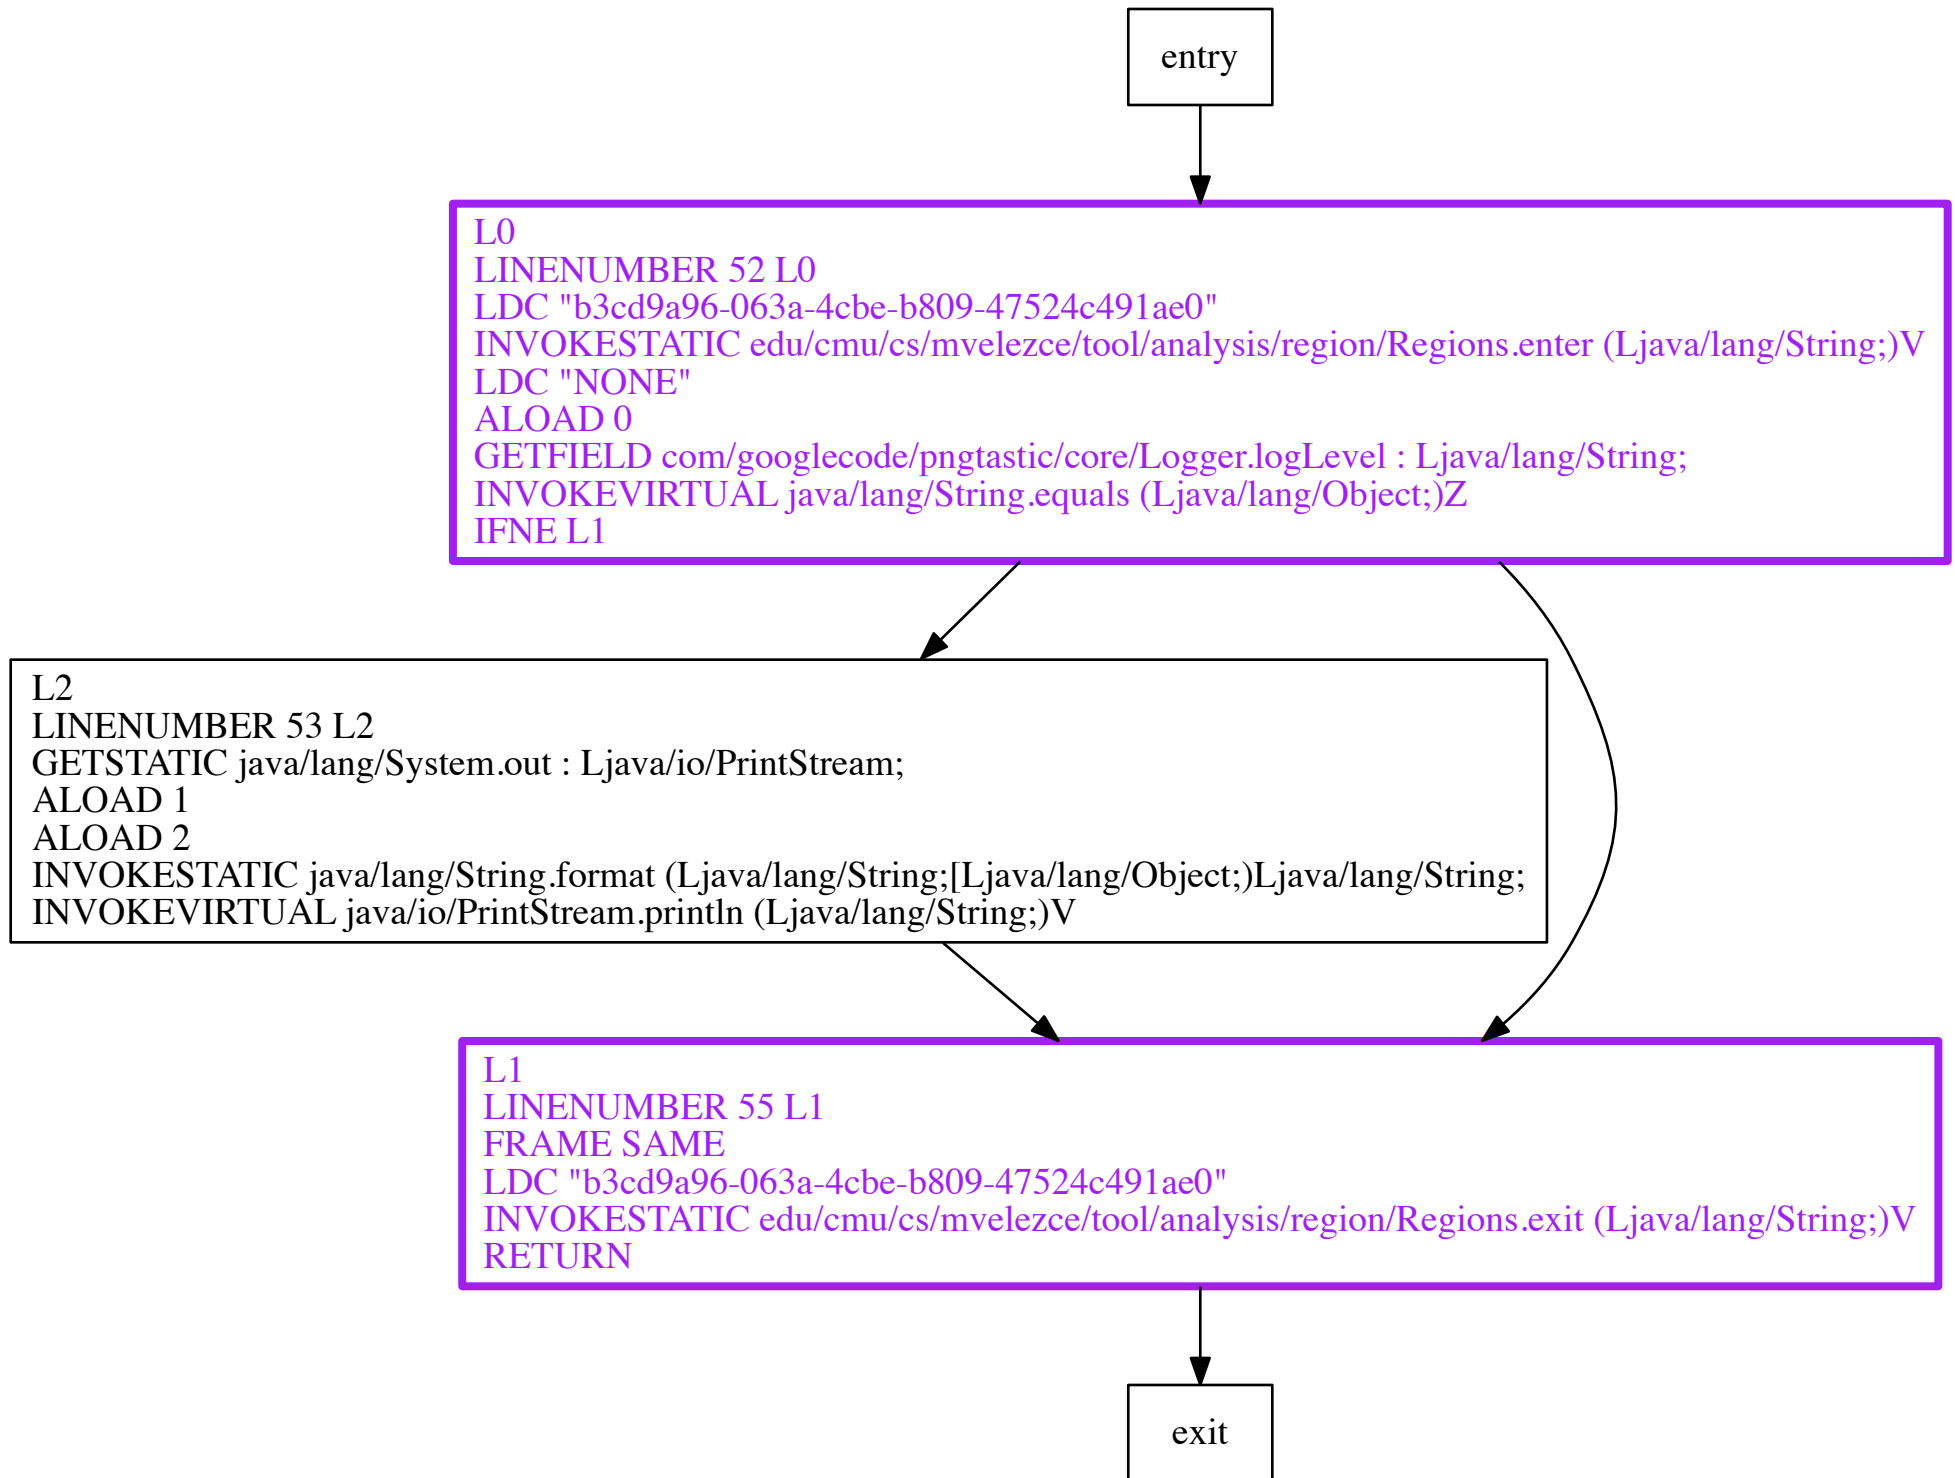 entry
L0
LINENUMBER 52 L0
LDC "b3cd9a96-063a-4cbe-b809-47524c491ae0"
INVOKESTATIC edu/cmu/cs/mvelezce/tool/analysis/region/Regions.enter (Ljava/lang/String;)V
LDC "NONE"
ALOAD 0
GETFIELD com/googlecode/pngtastic/core/Logger.logLevel : Ljava/lang/String;
INVOKEVIRTUAL java/lang/String.equals (Ljava/lang/Object;)Z
IFNE L1
L2
LINENUMBER 53 L2
GETSTATIC java/lang/System.out : Ljava/io/PrintStream;
ALOAD 1
ALOAD 2
INVOKESTATIC java/lang/String.format (Ljava/lang/String;[Ljava/lang/Object;)Ljava/lang/String;
INVOKEVIRTUAL java/io/PrintStream.println (Ljava/lang/String;)V
L1
LINENUMBER 55 L1
FRAME SAME
LDC "b3cd9a96-063a-4cbe-b809-47524c491ae0"
INVOKESTATIC edu/cmu/cs/mvelezce/tool/analysis/region/Regions.exit (Ljava/lang/String;)V
RETURN
exit